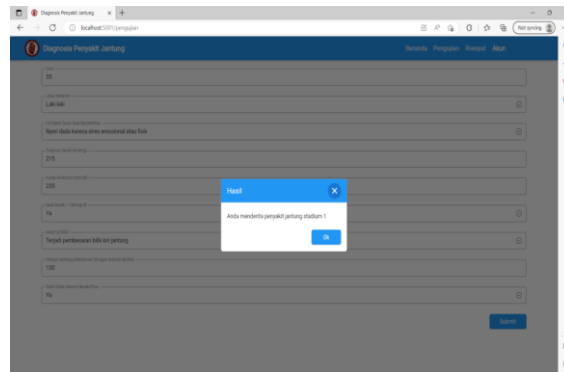 Diagnosis Penyakit Jantung
localhost:5001/pengujian
Not syncing
Diagnosis Penyakit Jantung
Beranda Pengujian Riwayat Akun
55
Laki-laki
Nyeri dada karena stres emosional atau fisik
215
235
Ya
Terjadi pembesaran bilik kiri jantung
100
Ya
Submit
Hasil
Anda menderita penyakit jantung stadium 1
Ok